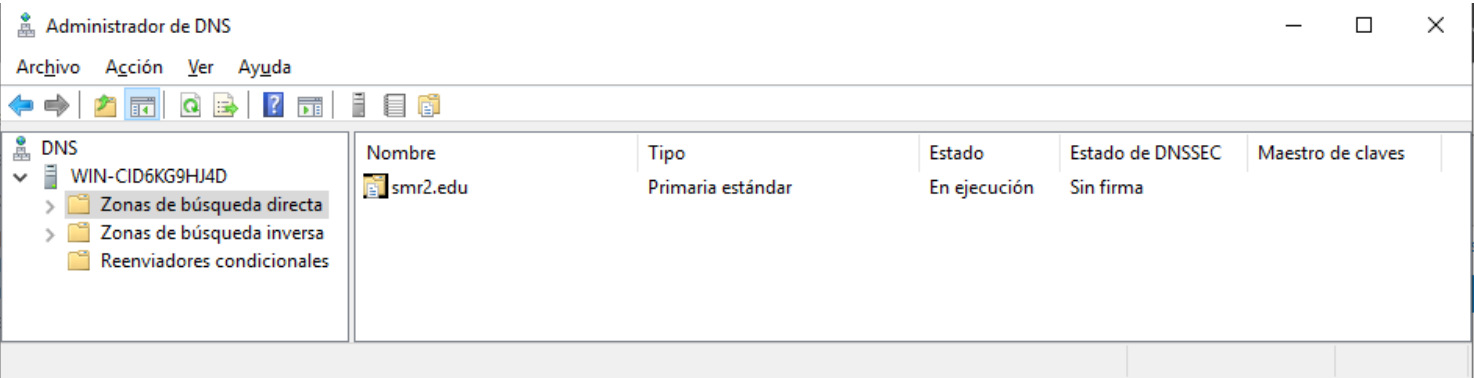 Administrador de DNS
Archivo Acción Ver Ayuda
DNS
WIN-CID6KG9HJ4D
Zonas de búsqueda directa
Zonas de búsqueda inversa
Reenviadores condicionales
Nombre Tipo Estado Estado de DNSSEC Maestro de claves
smr2.edu Primaria estándar En ejecución Sin firma